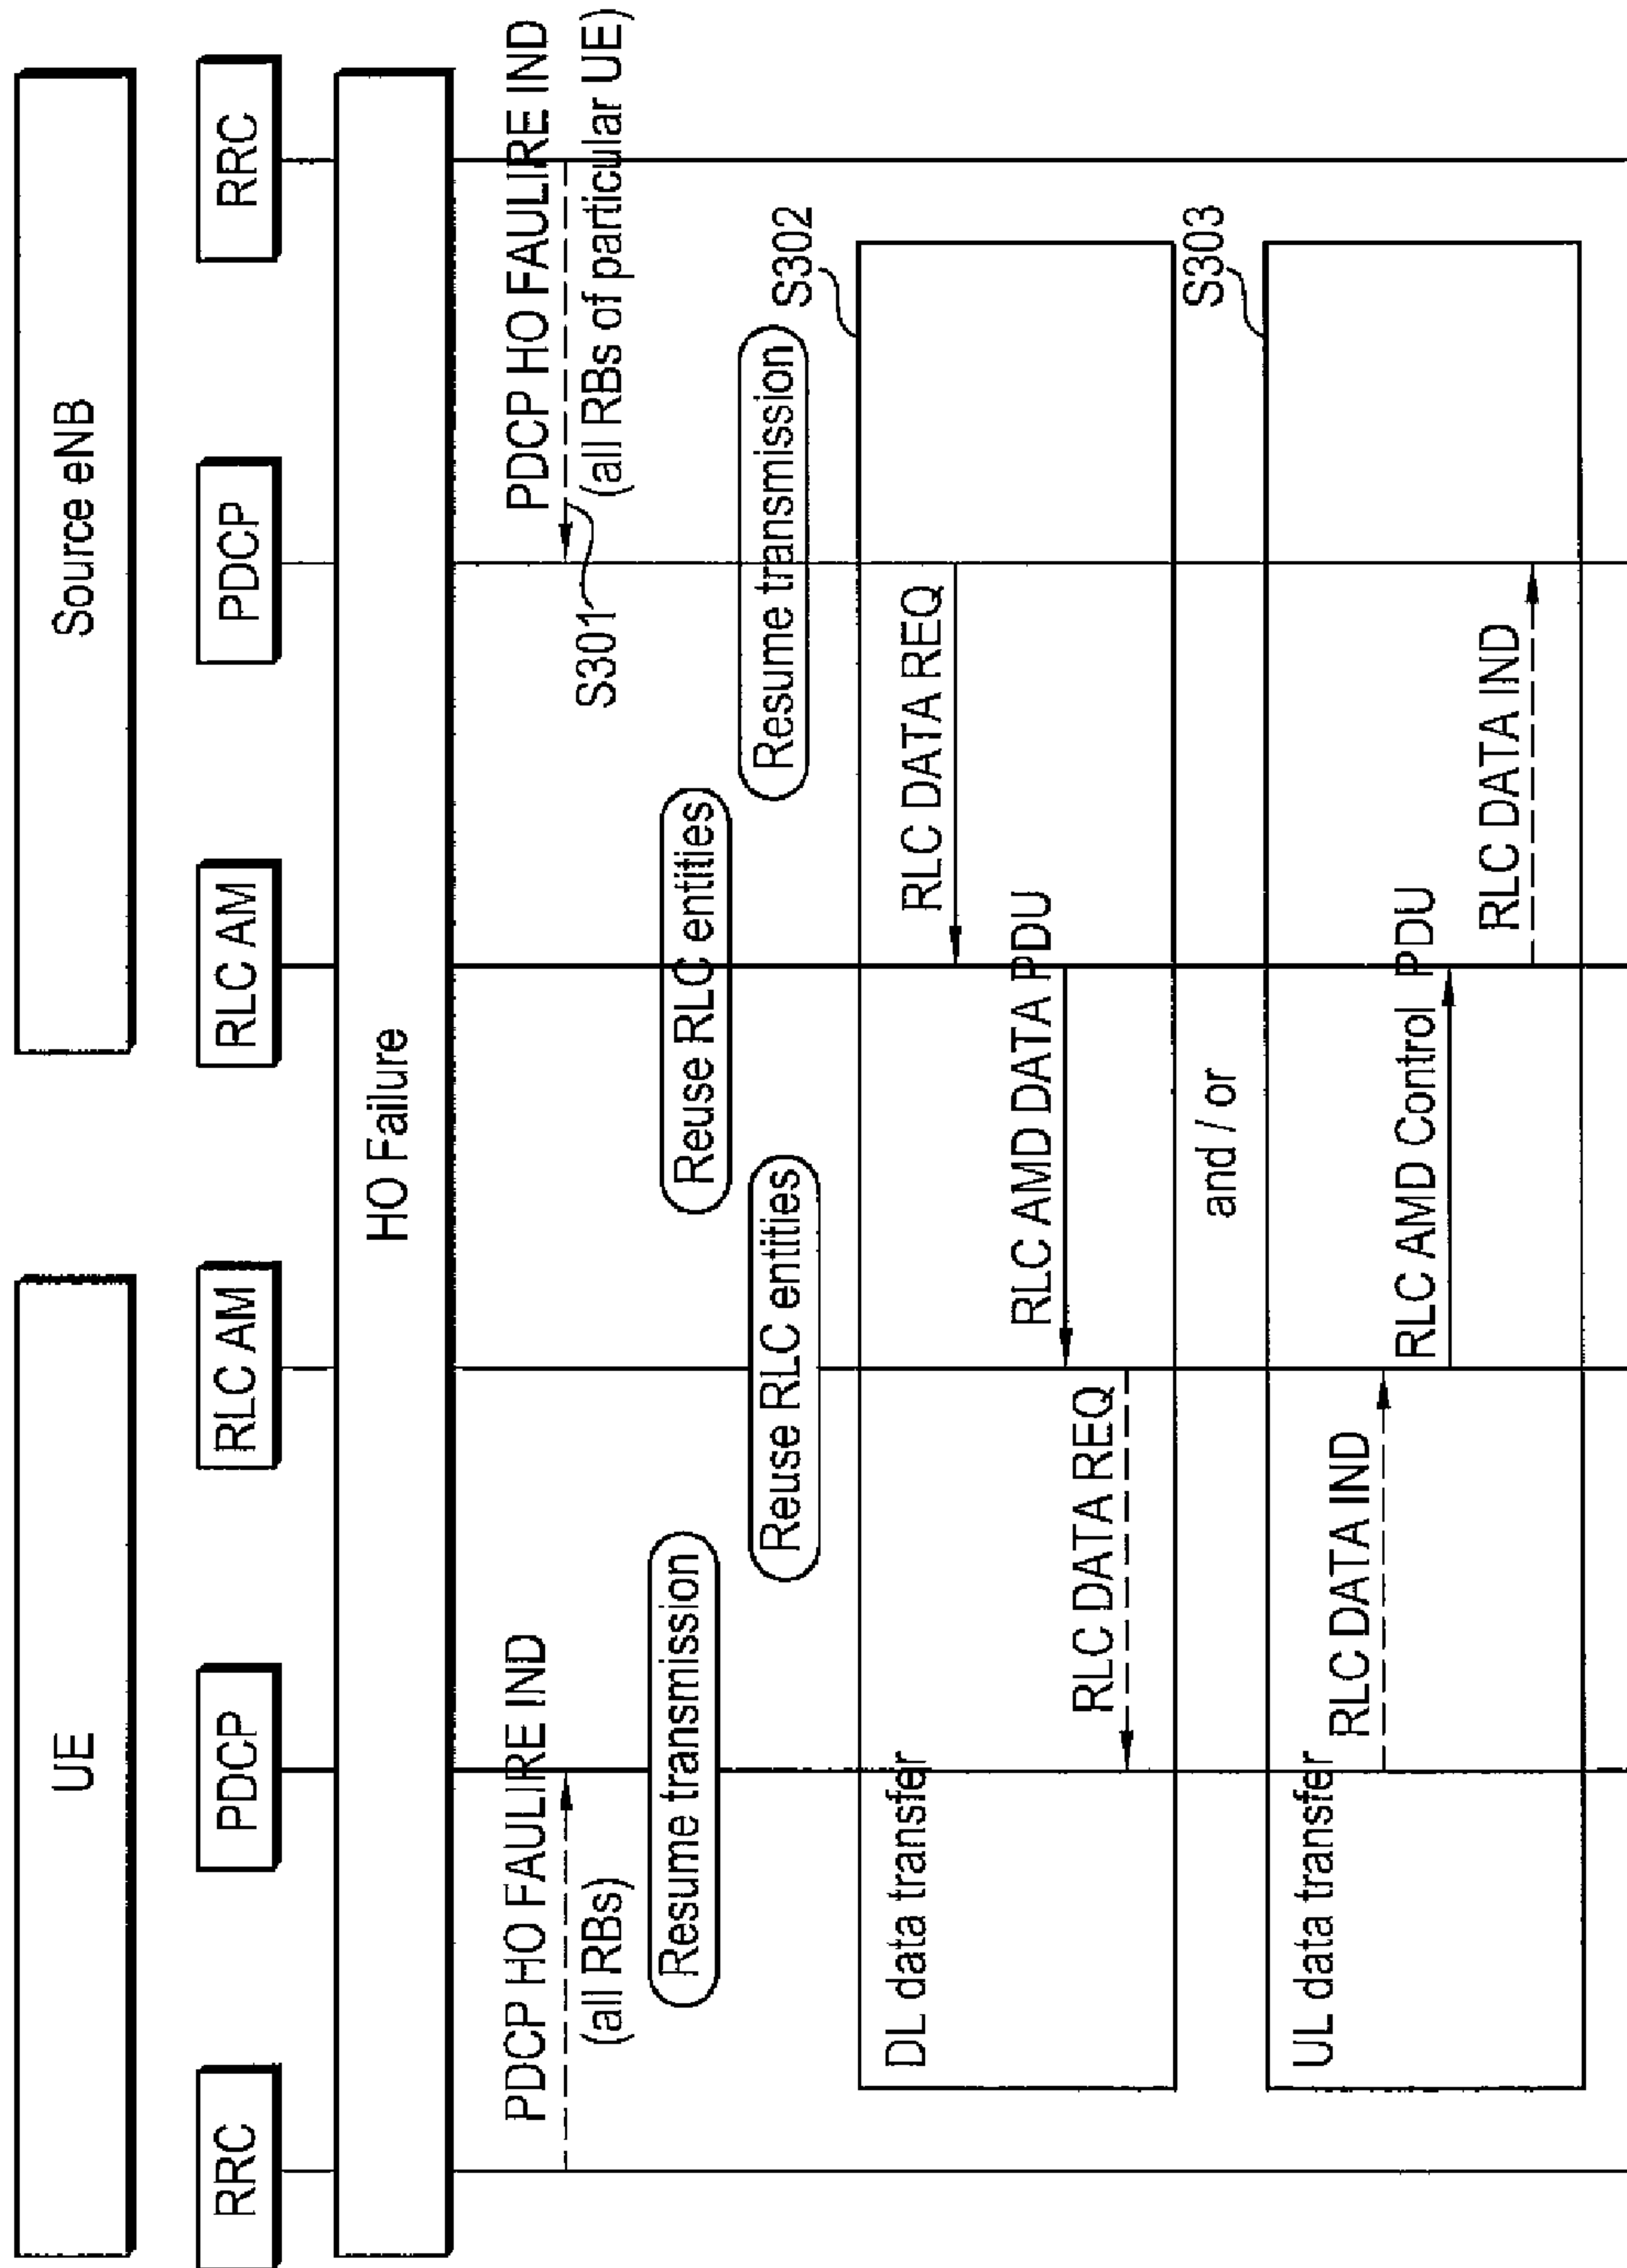 UE
Source eNB
RRC
PDCP
RLC AM
RLC AM
PDCP
RRC
HO Failure
PDCP HO FAULIRE IND
(all RBs)
PDCP HO FAULIRE IND
(all RBs of particular UE)
S301
Resume transmission
Reuse RLC entities
Reuse RLC entities
Resume transmission
S302
DL data transfer
RLC DATA REQ
RLC AMD DATA PDU
RLC DATA REQ
and / or
S303
UL data transfer
RLC DATA IND
RLC AMD Control PDU
RLC DATA IND